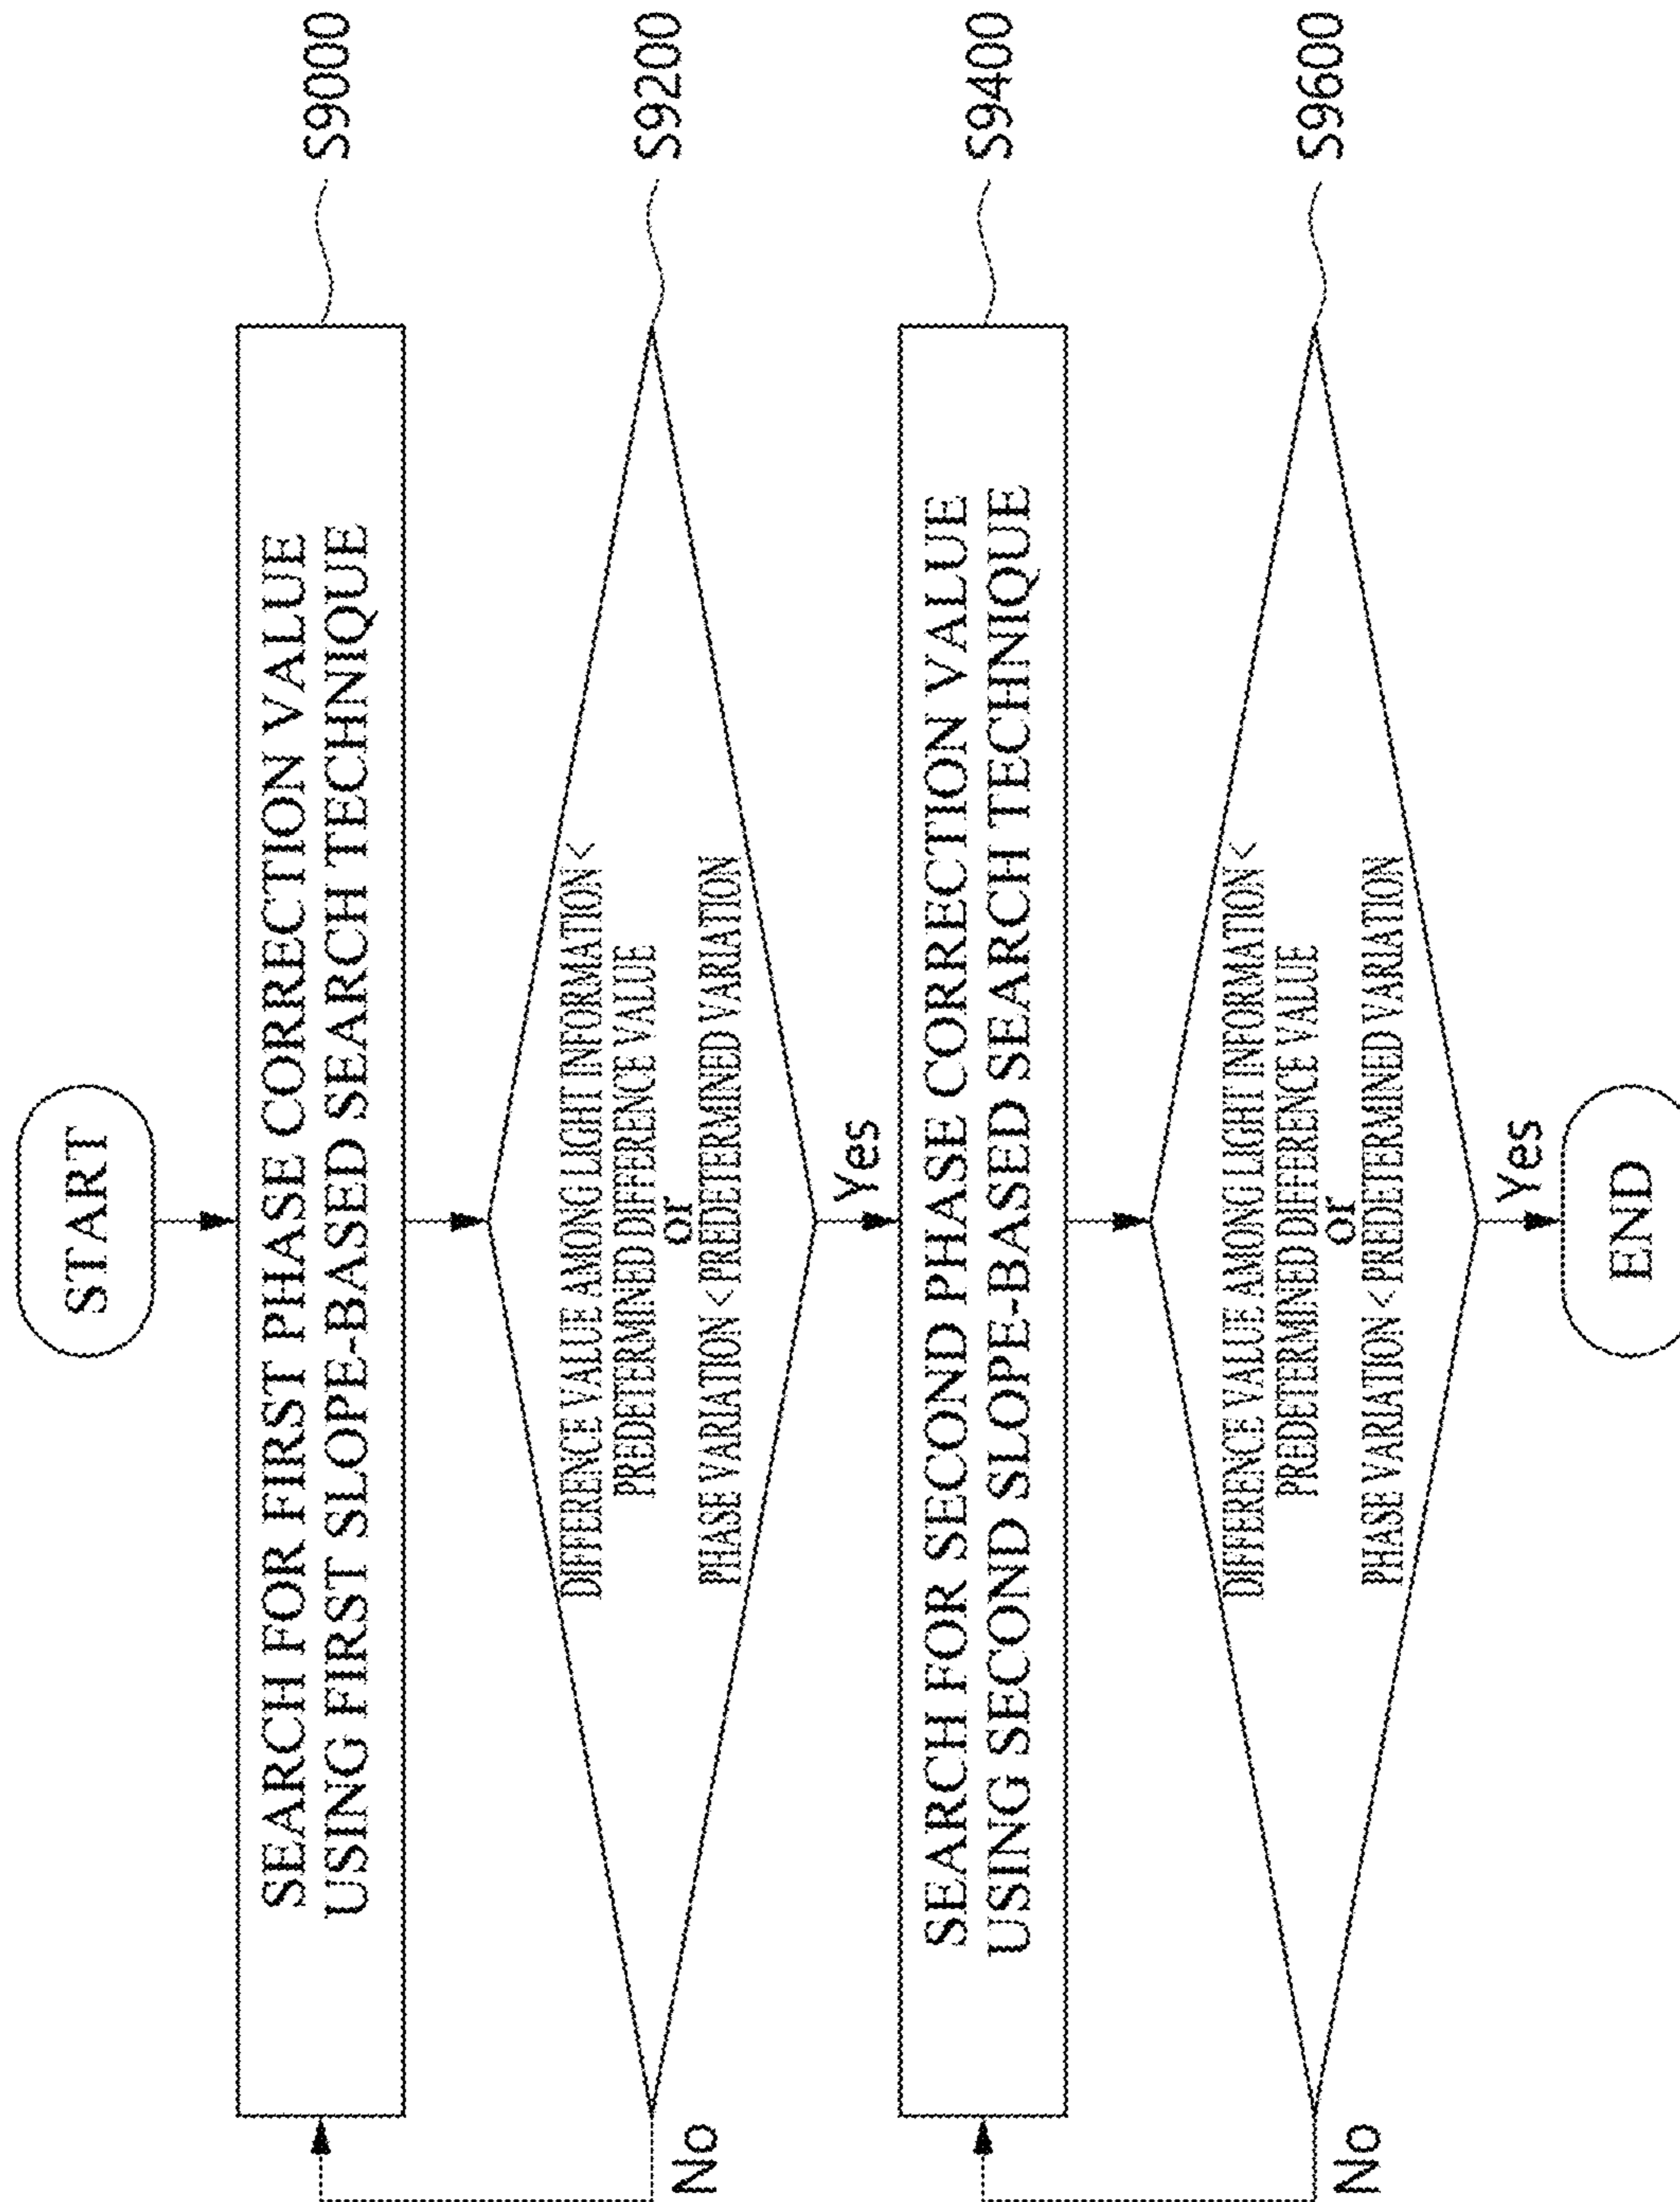 START
SEARCH FOR FIRST PHASE CORRECTION VALUE
USING FIRST SLOPE-BASED SEARCH TECHNIQUE
S9000
DIFFERENCE VALUE AMONG LIGHT INFORMATION <
PREDETERMINED DIFFERENCE VALUE
or
PHASE VARIATION < PREDETERMINED VARIATION
S9200
No
Yes
SEARCH FOR SECOND PHASE CORRECTION VALUE
USING SECOND SLOPE-BASED SEARCH TECHNIQUE
S9400
DIFFERENCE VALUE AMONG LIGHT INFORMATION <
PREDETERMINED DIFFERENCE VALUE
or
PHASE VARIATION < PREDETERMINED VARIATION
S9600
No
Yes
END